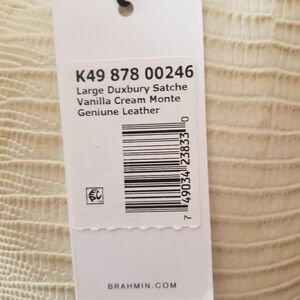 K49 878 00246
Large Duxbury Satche
Vanilla Cream Monte
Geniune Leather
7 49034 23833 0
BRAHMIN.COM